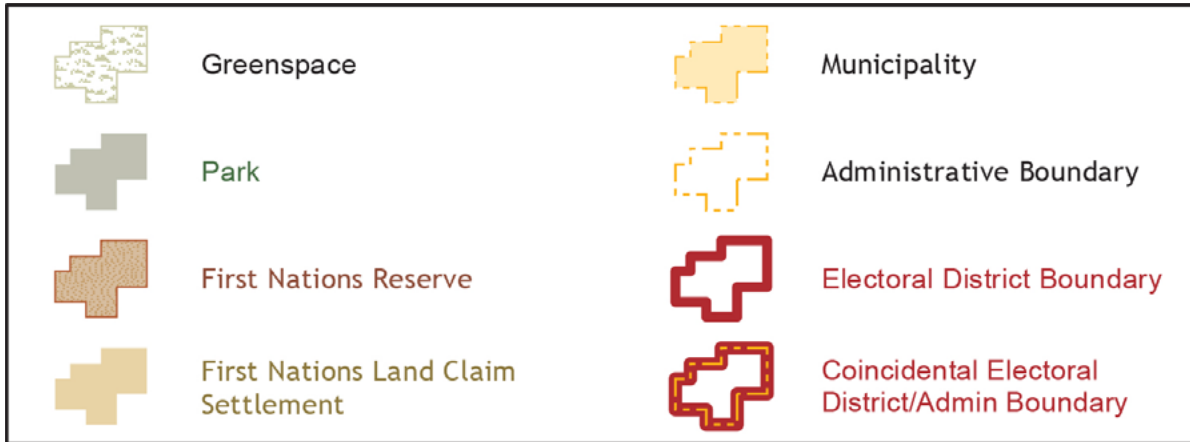 Greenspace
Park
First Nations Reserve
First Nations Land Claim
Settlement
Municipality
Administrative Boundary
Electoral District Boundary
Coincidental Electoral
District/Admin Boundary